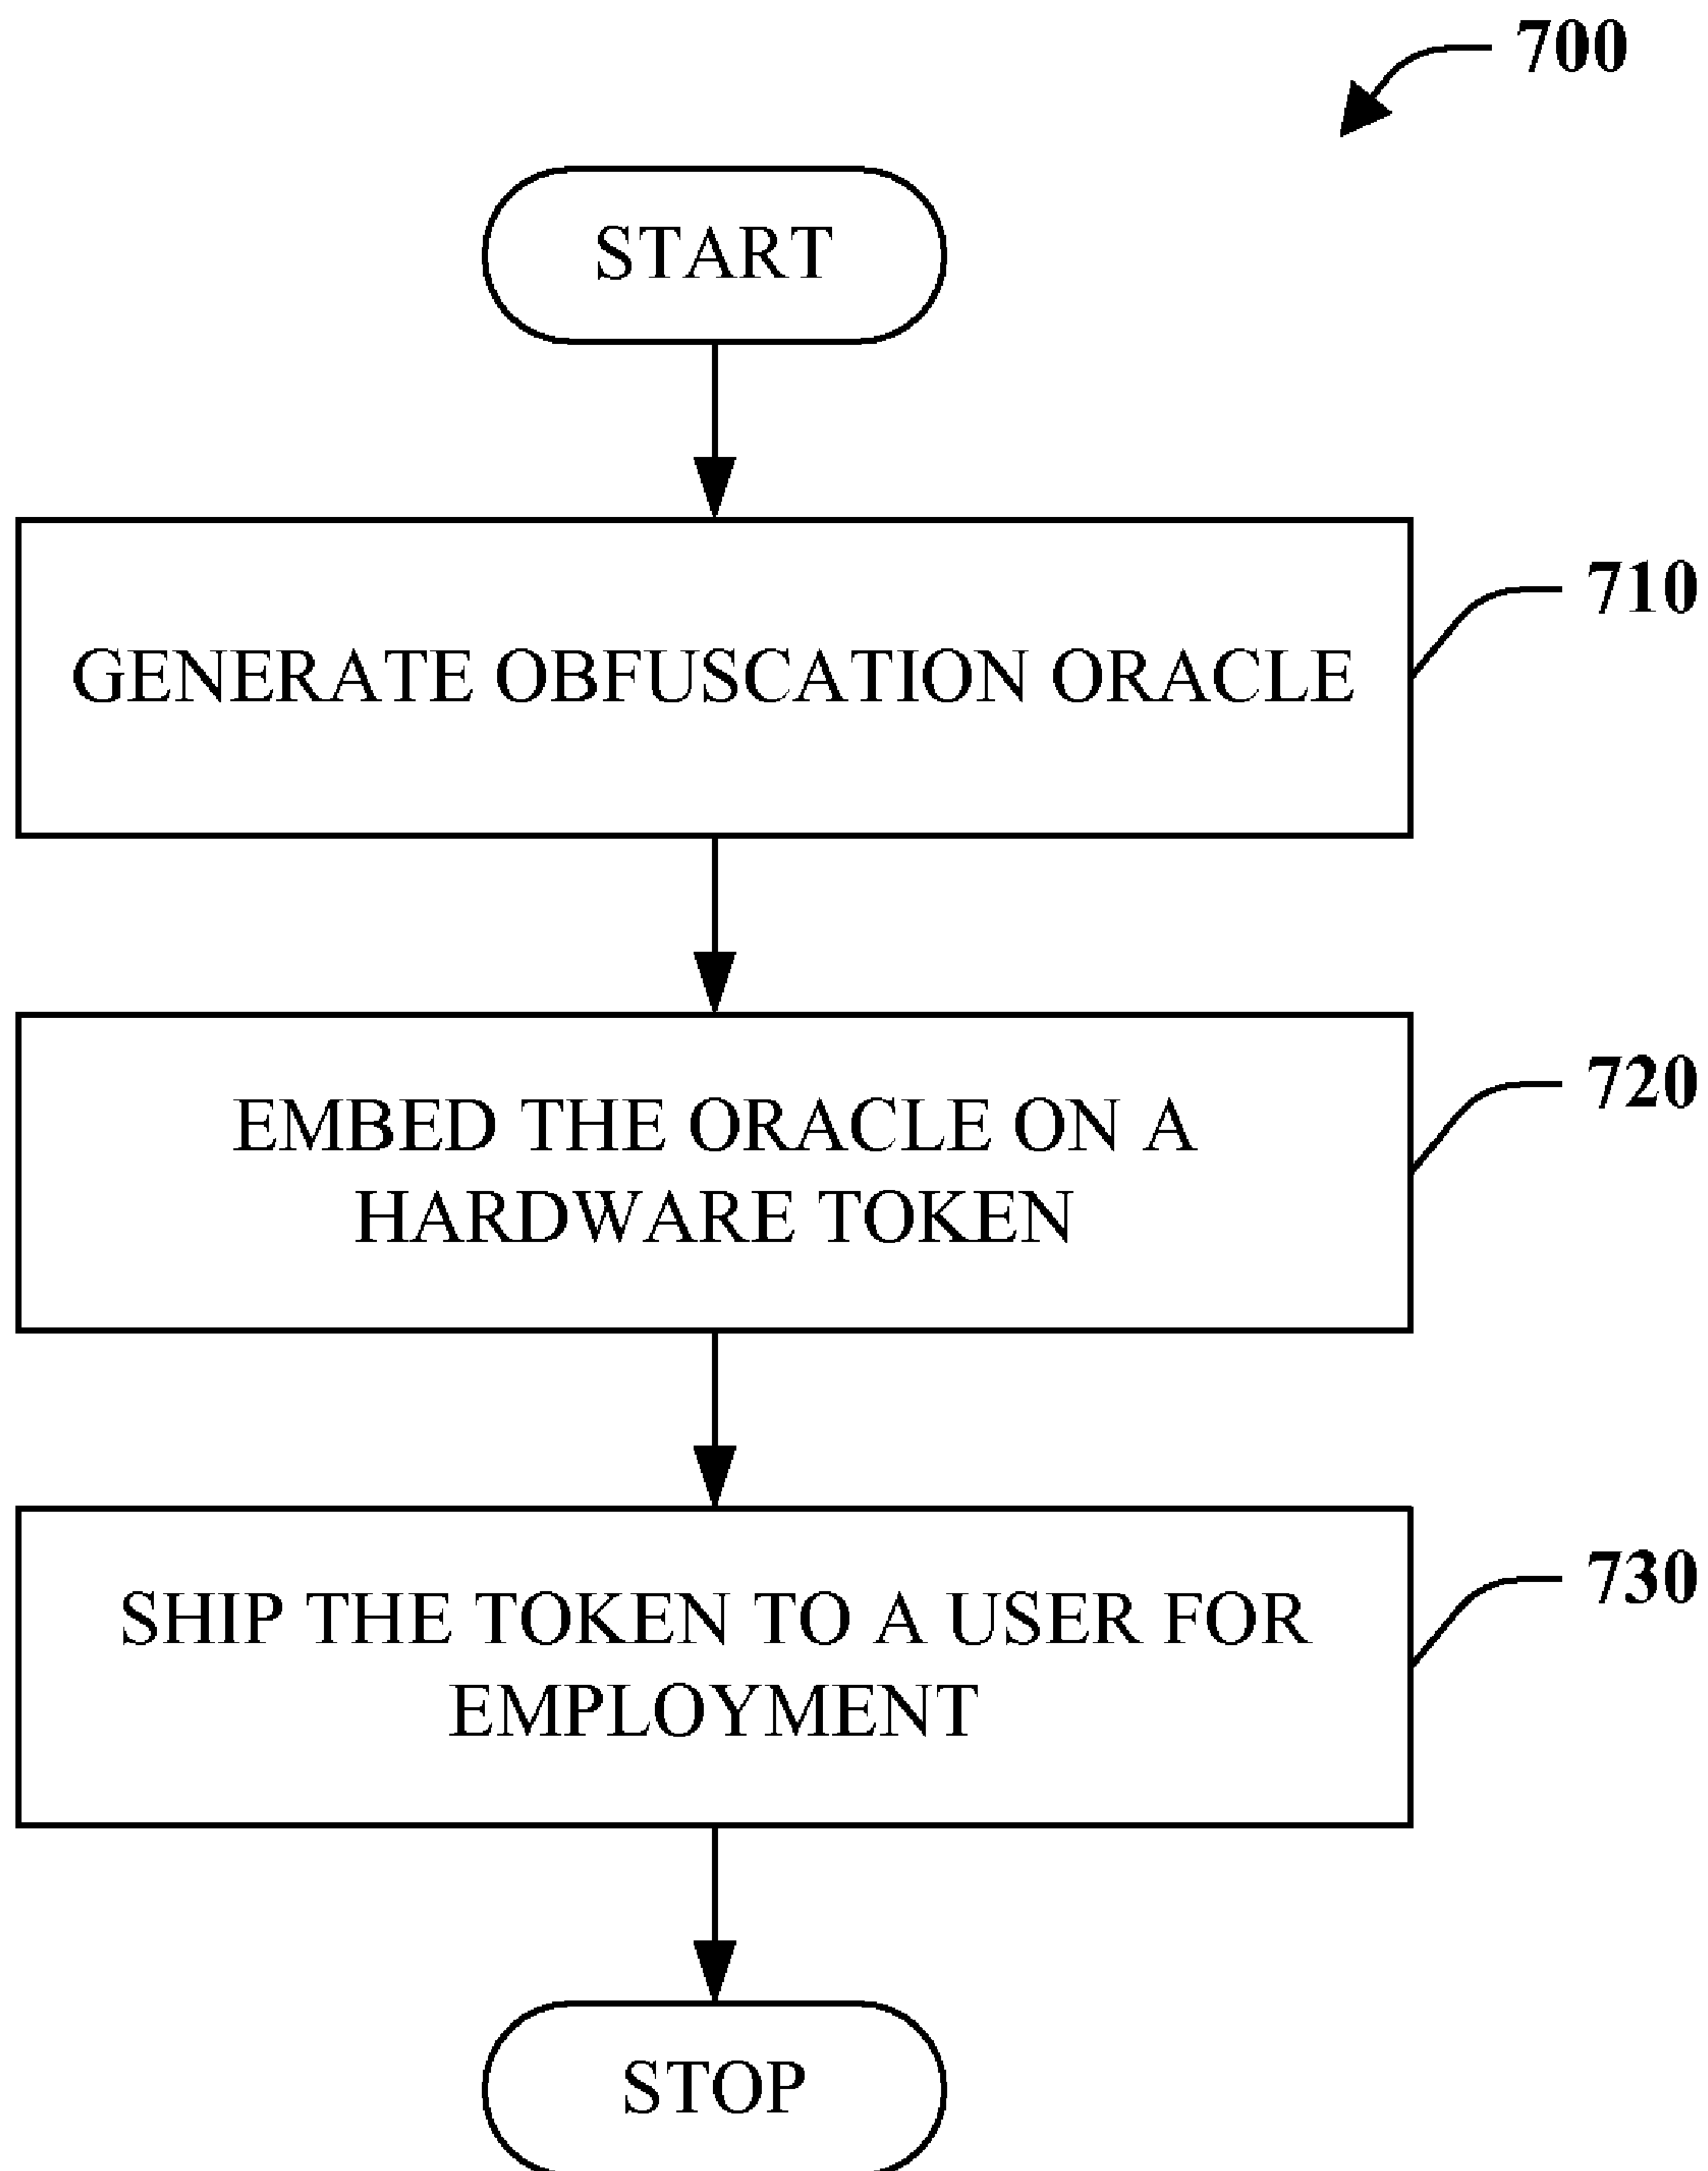 700
START
710
GENERATE OBFUSCATION ORACLE
720
EMBED THE ORACLE ON A
HARDWARE TOKEN
730
SHIP THE TOKEN TO A USER FOR
EMPLOYMENT
STOP